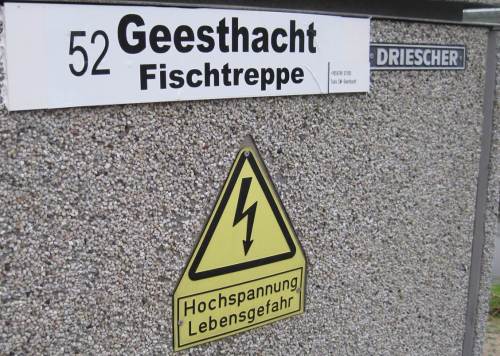 52 Geesthacht
Fischtreppe
DRIESCHER
Hochspannung
Lebensgefahr